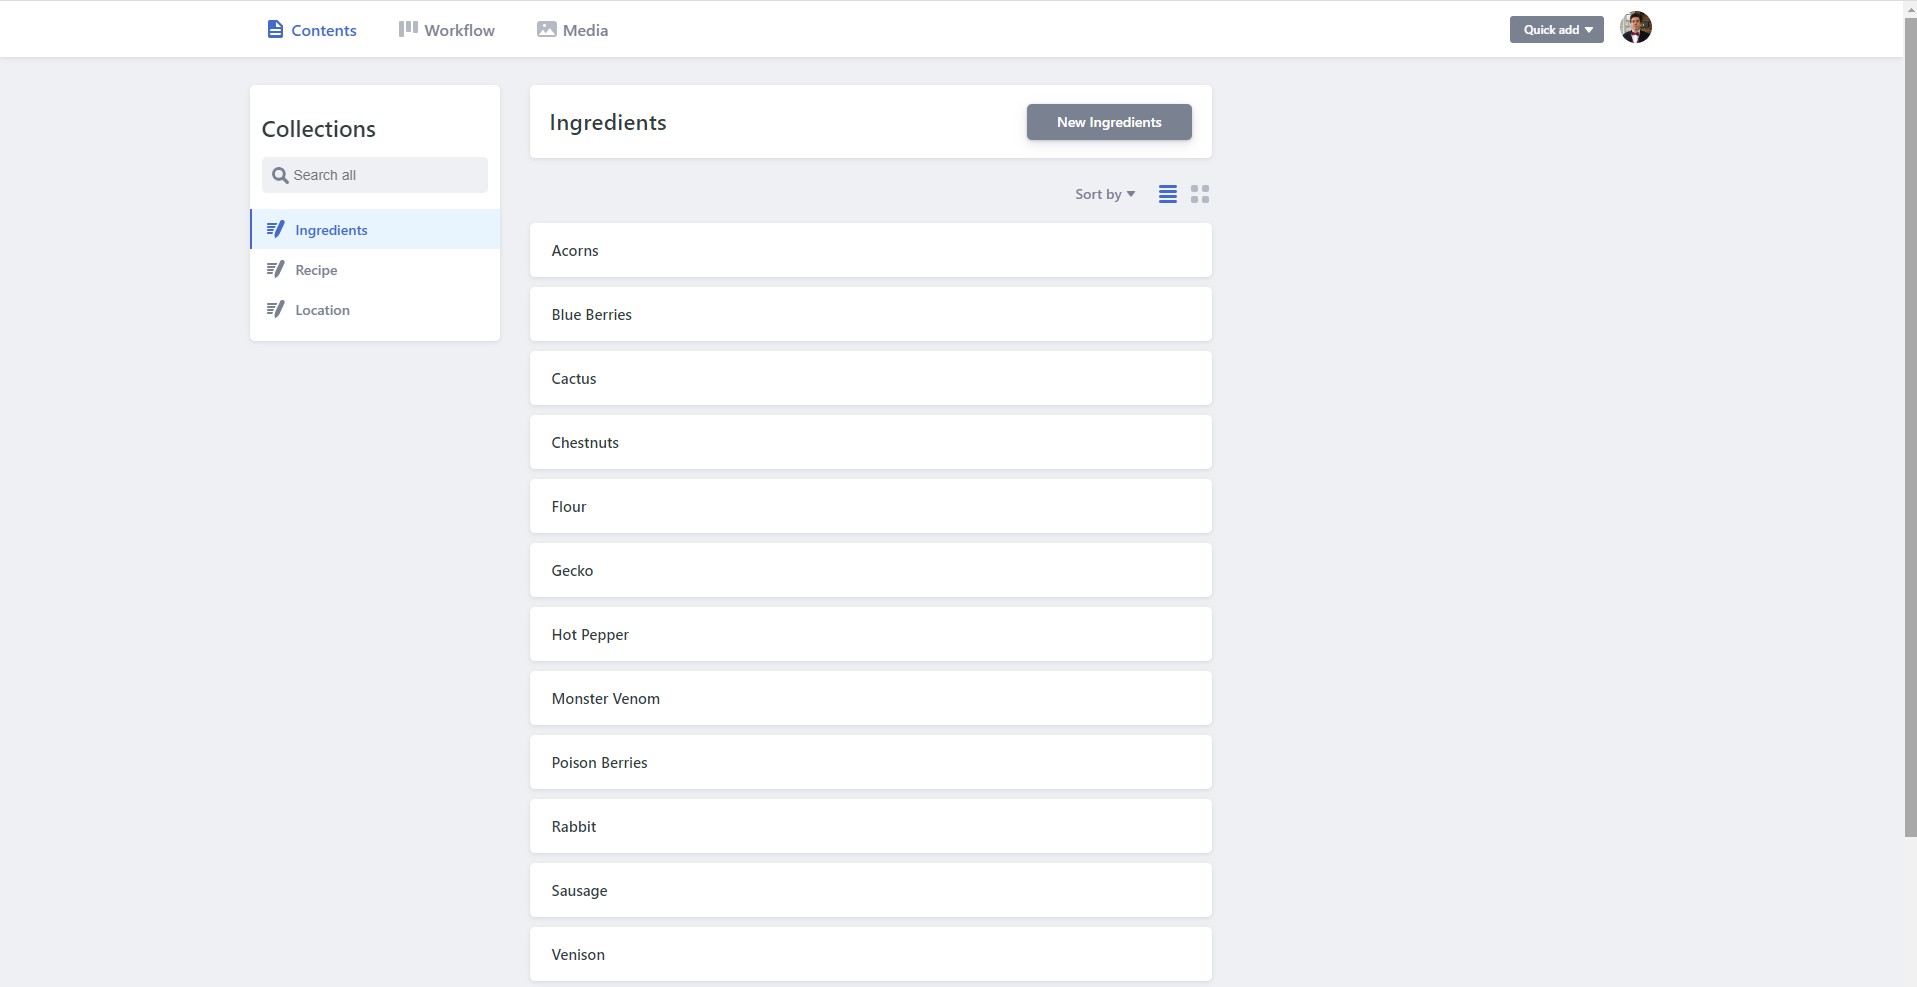 Contents Workflow Media Quick add
Collections
Search all
Ingredients
Recipe
Location
Ingredients New Ingredients
Sort by
Acorns
Blue Berries
Cactus
Chestnuts
Flour
Gecko
Hot Pepper
Monster Venom
Poison Berries
Rabbit
Sausage
Venison